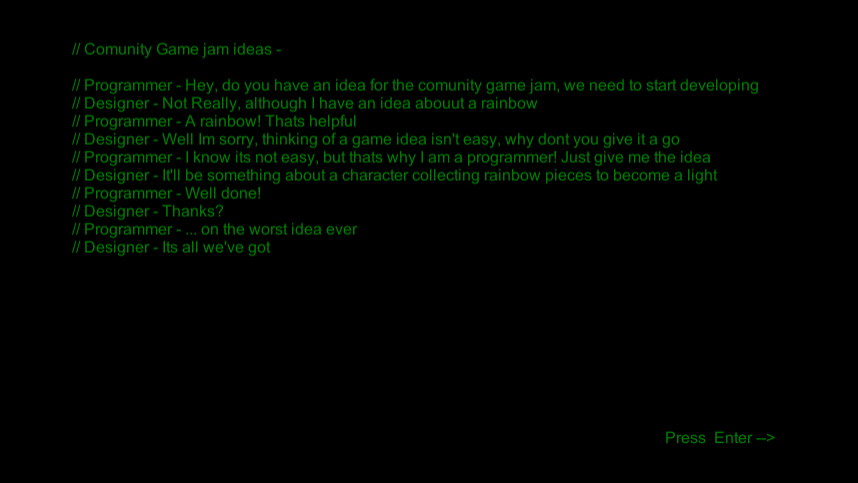 // Comunity Game jam ideas -
// Programmer - Hey, do you have an idea for the comunity game jam, we need to start developing
// Designer - Not Really, although I have an idea abouut a rainbow
// Programmer - A rainbow! Thats helpful
// Designer - Well Im sorry, thinking of a game idea isn't easy, why dont you give it a go
// Programmer - I know its not easy, but thats why I am a programmer! Just give me the idea
// Designer - It'll be something about a character collecting rainbow pieces to become a light
// Programmer - Well done!
// Designer - Thanks?
// Programmer - ... on the worst idea ever
// Designer - Its all we've got
Press  Enter -->